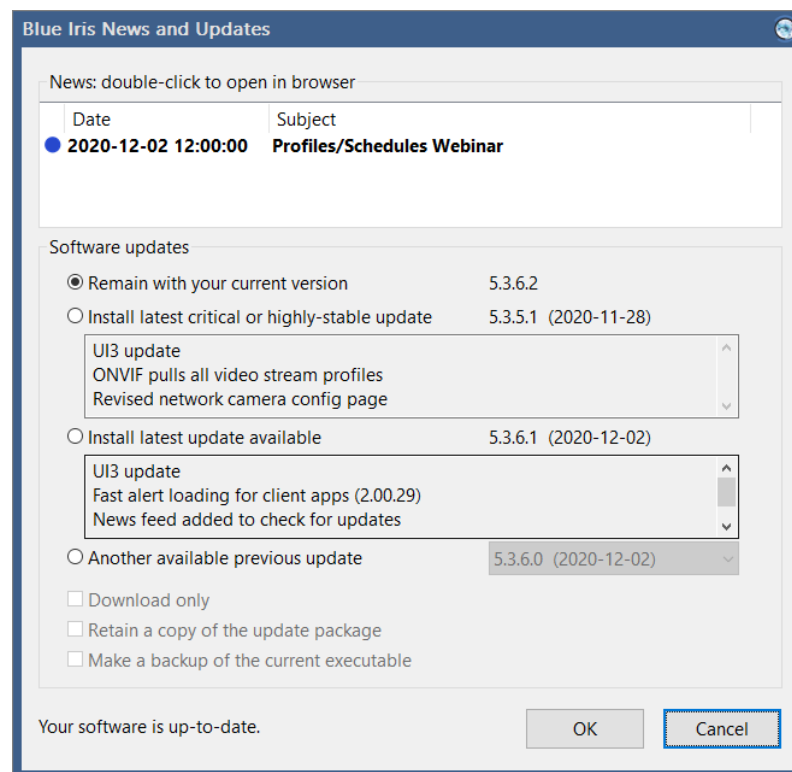 Blue Iris News and Updates
News: double-click to open in browser
Date Subject
2020-12-02 12:00:00 Profiles/Schedules Webinar
Software updates
Remain with your current version 5.3.6.2
Install latest critical or highly-stable update 5.3.5.1 (2020-11-28)
UI3 update
ONVIF pulls all video stream profiles
Revised network camera config page
Install latest update available 5.3.6.1 (2020-12-02)
UI3 update
Fast alert loading for client apps (2.00.29)
News feed added to check for updates
Another available previous update 5.3.6.0 (2020-12-02)
Download only
Retain a copy of the update package
Make a backup of the current executable
Your software is up-to-date. OK Cancel